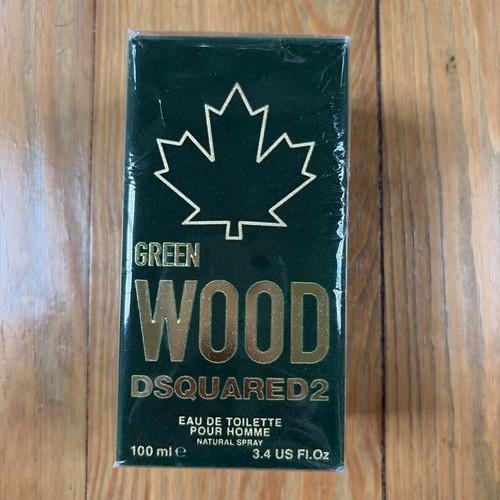 GREEN
WOOD
DSQUARED2
EAU DE TOILETTE
POUR HOMME
NATURAL SPRAY
100 ml ℮ 3.4 US Fl.Oz